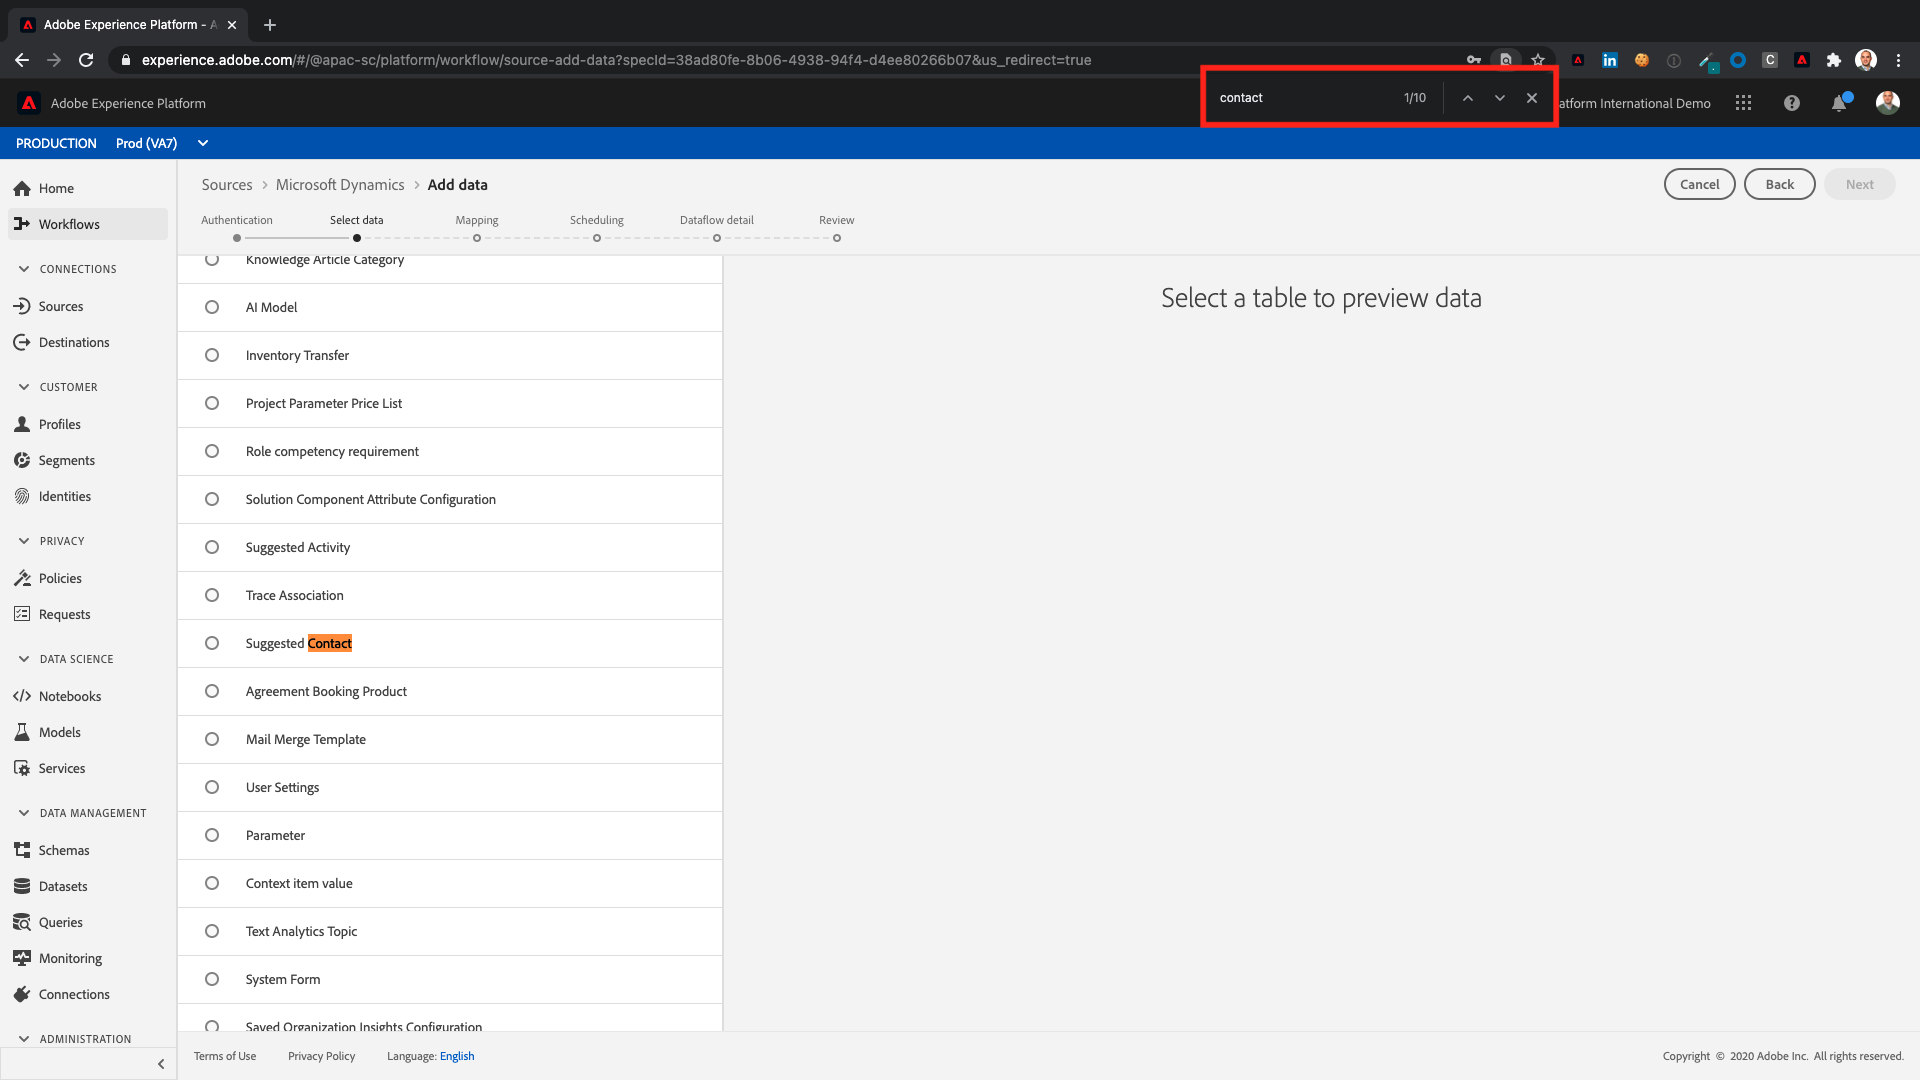 Adobe Experience Platform - A
experience.adobe.com/#/@apac-sc/platform/workflow/source-add-data?specId=38ad80fe-8b06-4938-94f4-d4ee80266b07&us_redirect=true
contact 1/10
Adobe Experience Platform
atform International Demo
PRODUCTION Prod (VA7)
Home
Workflows
CONNECTIONS
Sources
Destinations
CUSTOMER
Profiles
Segments
Identities
PRIVACY
Policies
Requests
DATA SCIENCE
Notebooks
Models
Services
DATA MANAGEMENT
Schemas
Datasets
Queries
Monitoring
Connections
ADMINISTRATION
Sources > Microsoft Dynamics > Add data
Cancel Back Next
Authentication Select data Mapping Scheduling Dataflow detail Review
Knowledge Article Category
AI Model
Inventory Transfer
Project Parameter Price List
Role competency requirement
Solution Component Attribute Configuration
Suggested Activity
Trace Association
Suggested Contact
Agreement Booking Product
Mail Merge Template
User Settings
Parameter
Context item value
Text Analytics Topic
System Form
Saved Organization Insights Configuration
Select a table to preview data
Terms of Use Privacy Policy Language: English
Copyright © 2020 Adobe Inc. All rights reserved.